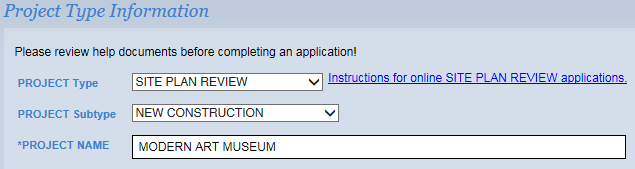 Project Type Information
Please review help documents before completing an application!
PROJECT Type SITE PLAN REVIEW Instructions for online SITE PLAN REVIEW applications.
PROJECT Subtype NEW CONSTRUCTION
*PROJECT NAME MODERN ART MUSEUM